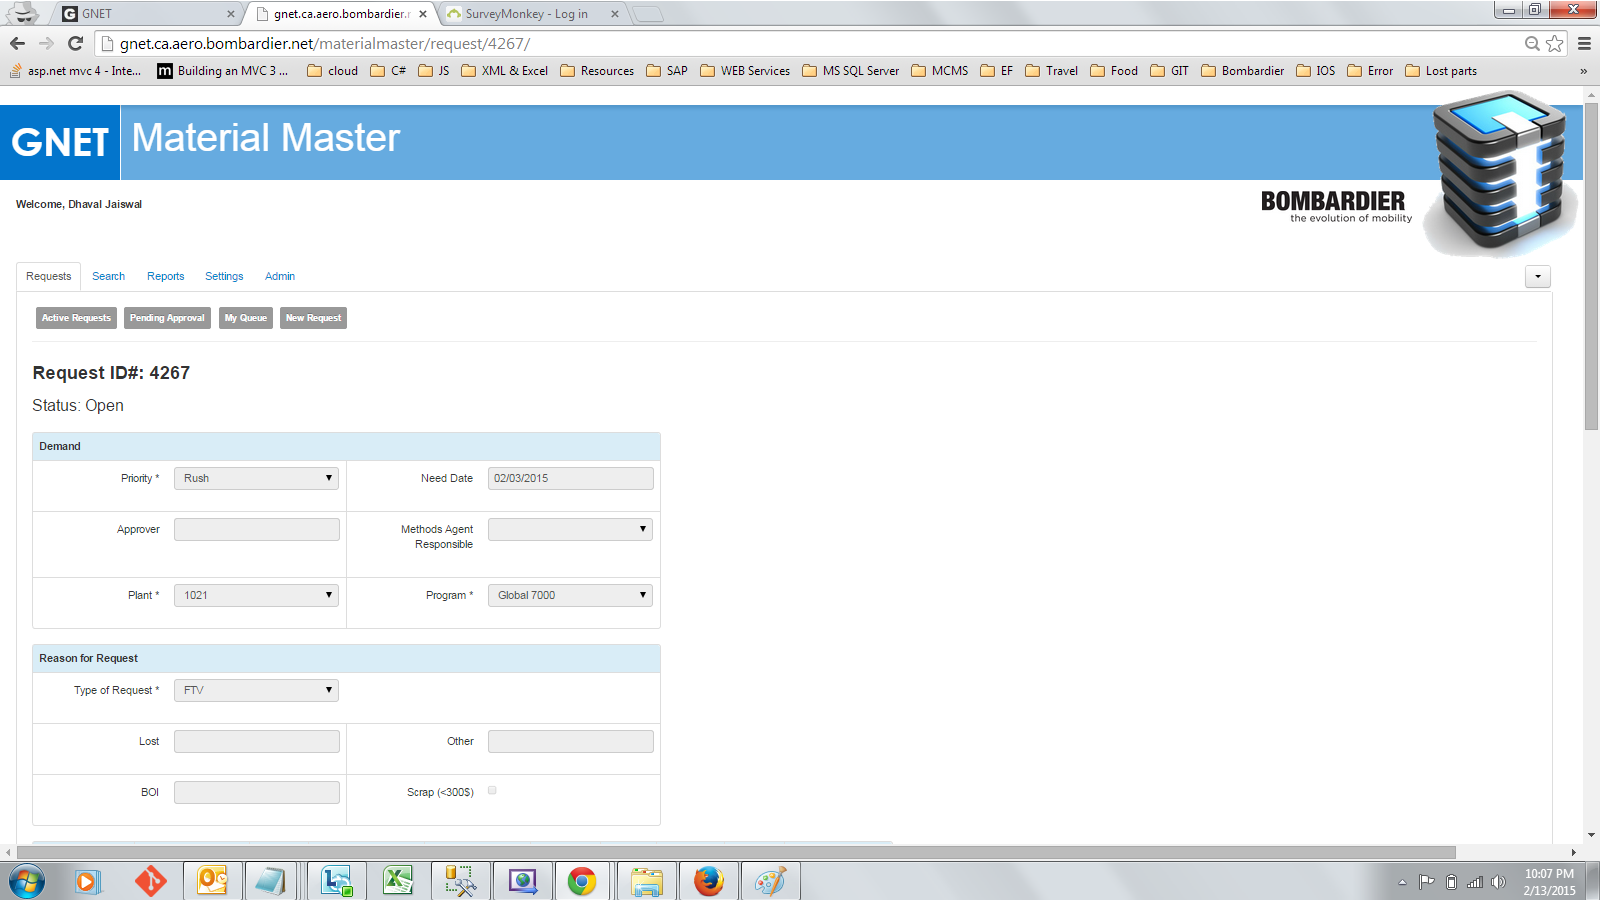 GNET
gnet.ca.aero.bombardier.r
SurveyMonkey - Log in
gnet.ca.aero.bombardier.net/materialmaster/request/4267/
asp.net mvc 4 - Inte... Building an MVC 3 ... cloud C# JS XML & Excel Resources SAP WEB Services MS SQL Server MCMS EF Travel Food GIT Bombardier IOS Error Lost parts »
GNET Material Master
Welcome, Dhaval Jaiswal
BOMBARDIER
the evolution of mobility
Requests Search Reports Settings Admin
Active Requests Pending Approval My Queue New Request
Request ID#: 4267
Status: Open
Demand
Priority * Rush Need Date 02/03/2015
Approver Methods Agent
Responsible
Plant * 1021 Program * Global 7000
Reason for Request
Type of Request * FTV
Lost Other
BOI Scrap (<300$)
10:07 PM
2/13/2015